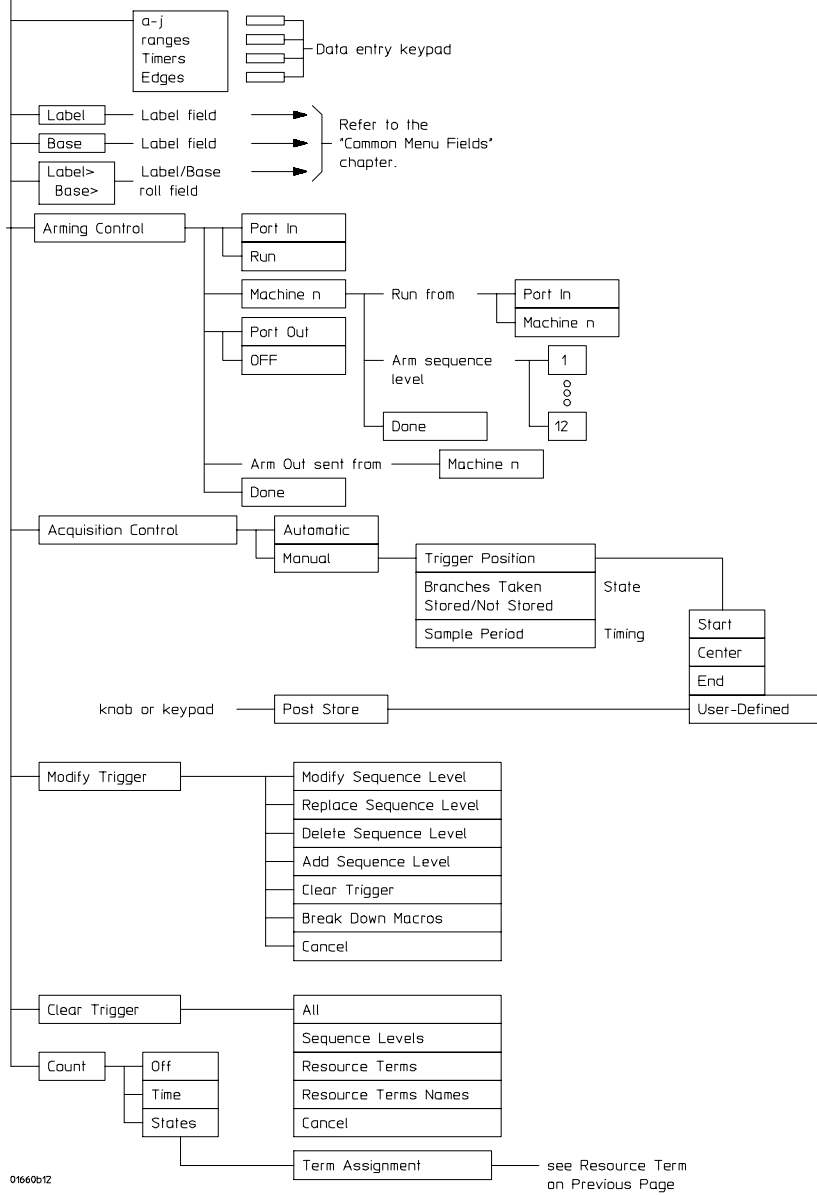 a-j
ranges
Timers
Edges
Data entry keypad
Label
Label field
Base
Label field
Label>
Base>
Label/Base
roll field
Refer to the
"Common Menu Fields"
chapter.
Arming Control
Port In
Run
Machine n
Run from
Port In
Machine n
Port Out
OFF
Arm sequence
level
1
12
Done
Arm Out sent from
Machine n
Done
Acquisition Control
Automatic
Manual
Trigger Position
Branches Taken
Stored/Not Stored
State
Sample Period
Timing
Start
Center
End
User-Defined
knob or keypad
Post Store
Modify Trigger
Modify Sequence Level
Replace Sequence Level
Delete Sequence Level
Add Sequence Level
Clear Trigger
Break Down Macros
Cancel
Clear Trigger
All
Sequence Levels
Resource Terms
Resource Terms Names
Cancel
Count
Off
Time
States
Term Assignment
see Resource Term
on Previous Page
01660b12